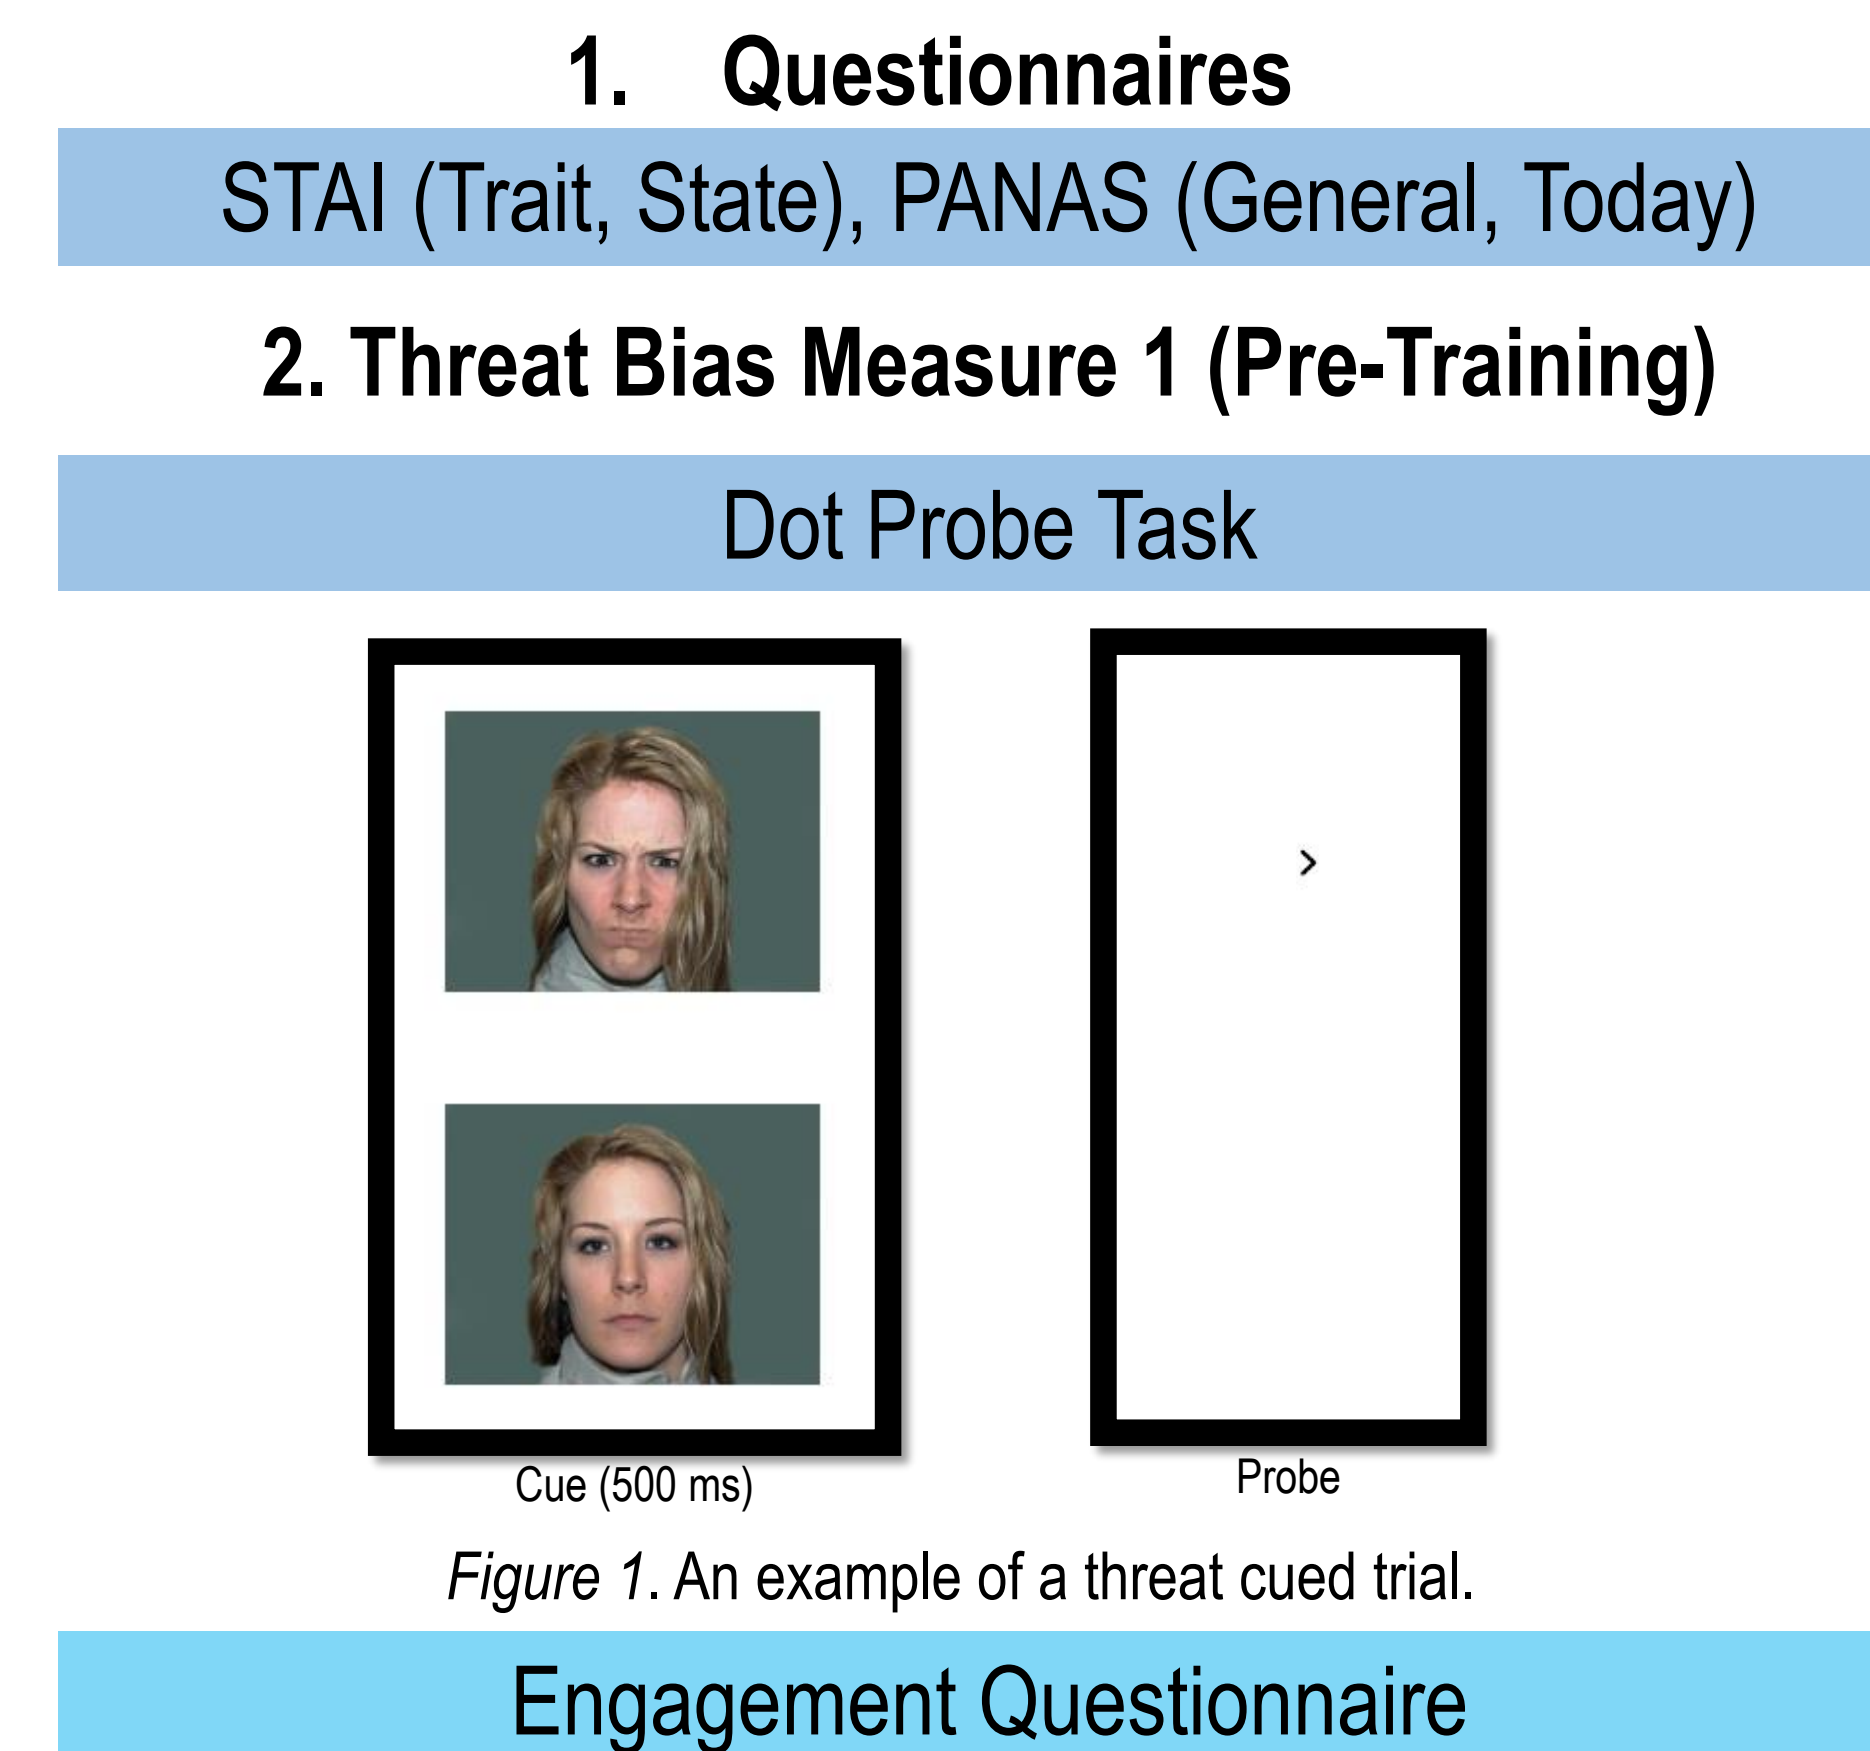 1. Questionnaires
STAI (Trait, State), PANAS (General, Today)
2. Threat Bias Measure 1 (Pre-Training)
Dot Probe Task
>
Cue (500 ms)
Probe
Figure 1. An example of a threat cued trial.
Engagement Questionnaire